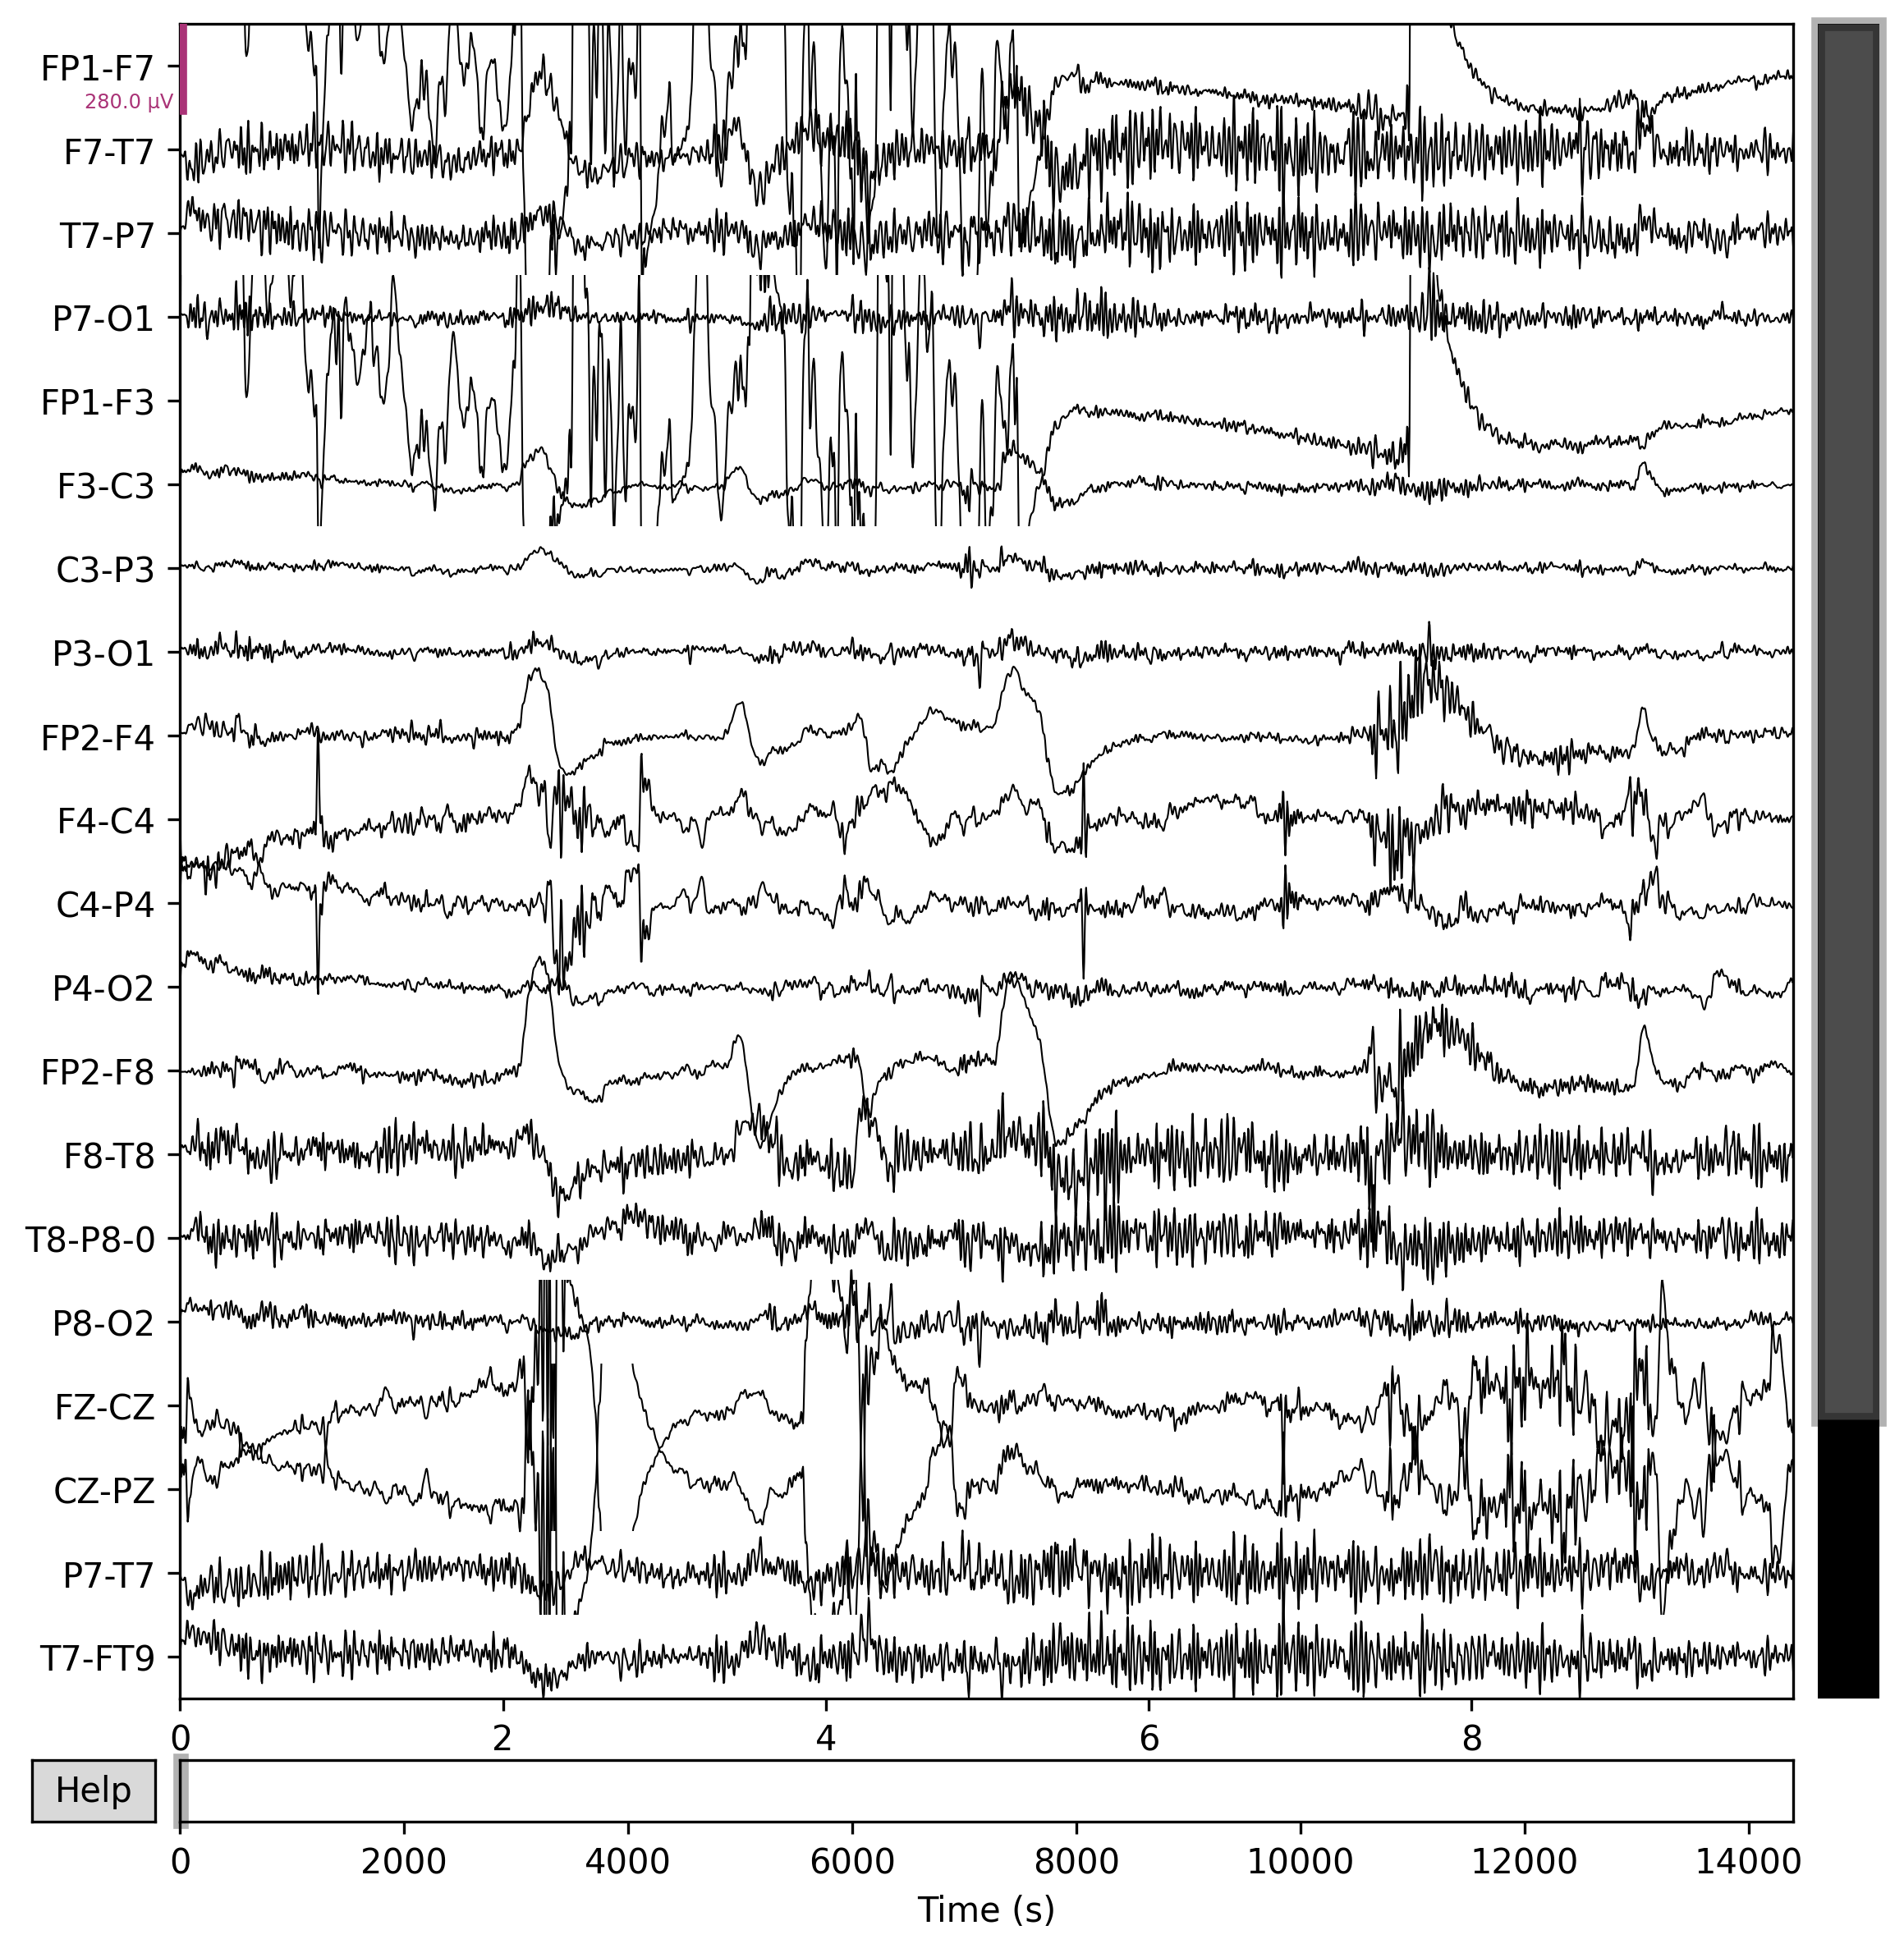 FP1-F7
280.0 µV
F7-T7
T7-P7
P7-O1
FP1-F3
F3-C3
C3-P3
P3-O1
FP2-F4
F4-C4
C4-P4
P4-O2
FP2-F8
F8-T8
T8-P8-0
P8-O2
FZ-CZ
CZ-PZ
P7-T7
T7-FT9
0 2 4 6 8
Help
0 2000 4000 6000 8000 10000 12000 14000
Time (s)